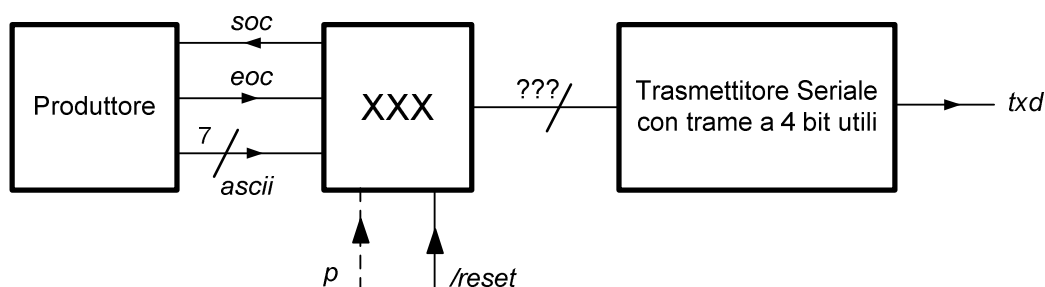 soc
eoc
Produttore
7
ascii
XXX
???
Trasmettitore Seriale
con trame a 4 bit utili
txd
p
/reset